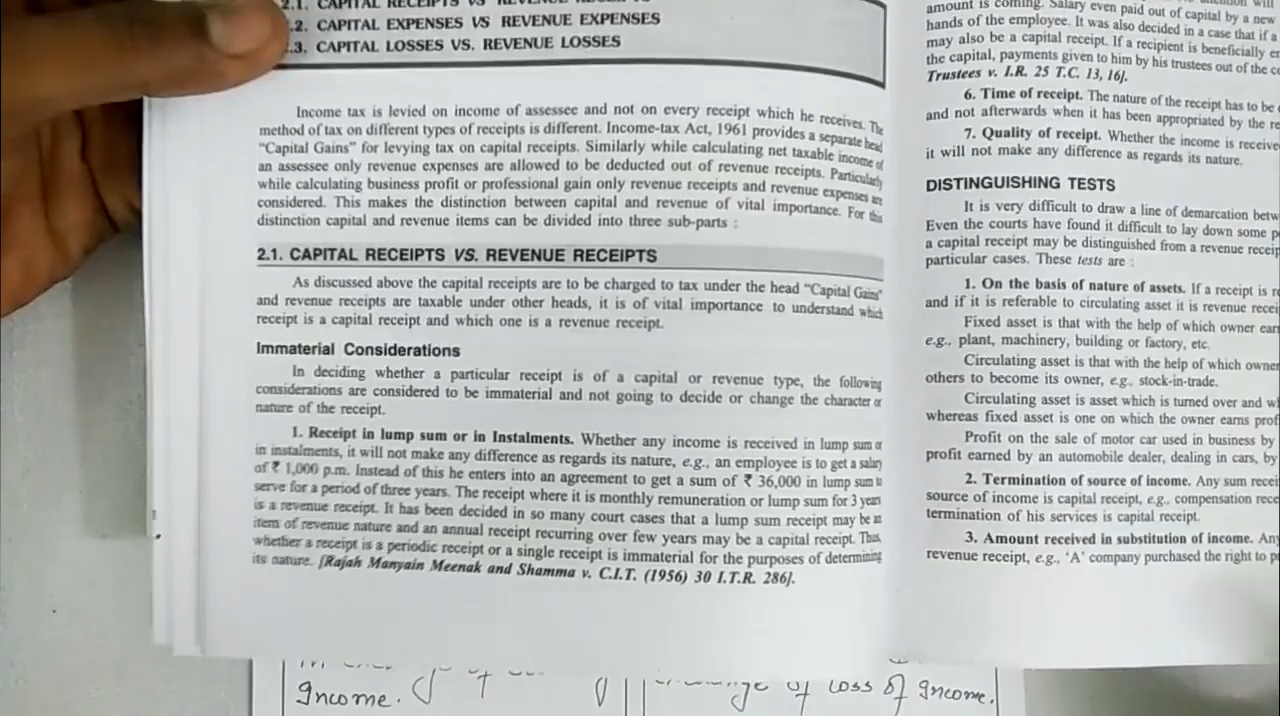 2.1. CAPITAL RECEIPTS VS REVENUE
.2. CAPITAL EXPENSES VS REVENUE EXPENSES
.3. CAPITAL LOSSES VS. REVENUE LOSSES
Income tax is levied on income of assessee and not on every receipt which he receives. The
method of tax on different types of receipts is different. Income-tax Act, 1961 provides a separate head
“Capital Gains” for levying tax on capital receipts. Similarly while calculating net taxable income of
an assessee only revenue expenses are allowed to be deducted out of revenue receipts. Particularly
while calculating business profit or professional gain only revenue receipts and revenue expenses are
considered. This makes the distinction between capital and revenue of vital importance. For this
distinction capital and revenue items can be divided into three sub-parts :
2.1. CAPITAL RECEIPTS VS. REVENUE RECEIPTS
As discussed above the capital receipts are to be charged to tax under the head “Capital Gains”
and revenue receipts are taxable under other heads, it is of vital importance to understand which
receipt is a capital receipt and which one is a revenue receipt.
Immaterial Considerations
In deciding whether a particular receipt is of a capital or revenue type, the following
considerations are considered to be immaterial and not going to decide or change the character or
nature of the receipt.
1. Receipt in lump sum or in Instalments. Whether any income is received in lump sum or
in instalments, it will not make any difference as regards its nature, e.g., an employee is to get a salary
of ₹ 1,000 p.m. Instead of this he enters into an agreement to get a sum of ₹ 36,000 in lump sum to
serve for a period of three years. The receipt where it is monthly remuneration or lump sum for 3 years
is a revenue receipt. It has been decided in so many court cases that a lump sum receipt may be an
item of revenue nature and an annual receipt recurring over few years may be a capital receipt. Thus,
whether a receipt is a periodic receipt or a single receipt is immaterial for the purposes of determining
its nature. [Rajah Manyain Meenak and Shamma v. C.I.T. (1956) 30 I.T.R. 286].
amount is coming. Salary even paid out of capital by a new
hands of the employee. It was also decided in a case that if a
may also be a capital receipt. If a recipient is beneficially
the capital, payments given to him by his trustees out of the
Trustees v. I.R. 25 T.C. 13, 16].
6. Time of receipt. The nature of the receipt has to be
and not afterwards when it has been appropriated by the
7. Quality of receipt. Whether the income is
it will not make any difference as regards its nature.
DISTINGUISHING TESTS
It is very difficult to draw a line of demarcation
Even the courts have found it difficult to lay down some
a capital receipt may be distinguished from a revenue
particular cases. These tests are :
1. On the basis of nature of assets. If a receipt is
and if it is referable to circulating asset it is revenue
Fixed asset is that with the help of which owner
e.g., plant, machinery, building or factory, etc.
Circulating asset is that with the help of which
others to become its owner, e.g., stock-in-trade.
Circulating asset is asset which is turned over and
whereas fixed asset is one on which the owner earns
Profit on the sale of motor car used in business by
profit earned by an automobile dealer, dealing in cars, by
2. Termination of source of income. Any sum
source of income is capital receipt, e.g., compensation
termination of his services is capital receipt.
3. Amount received in substitution of income.
revenue receipt, e.g., ‘A’ company purchased the right to
Income.
of loss of Income.